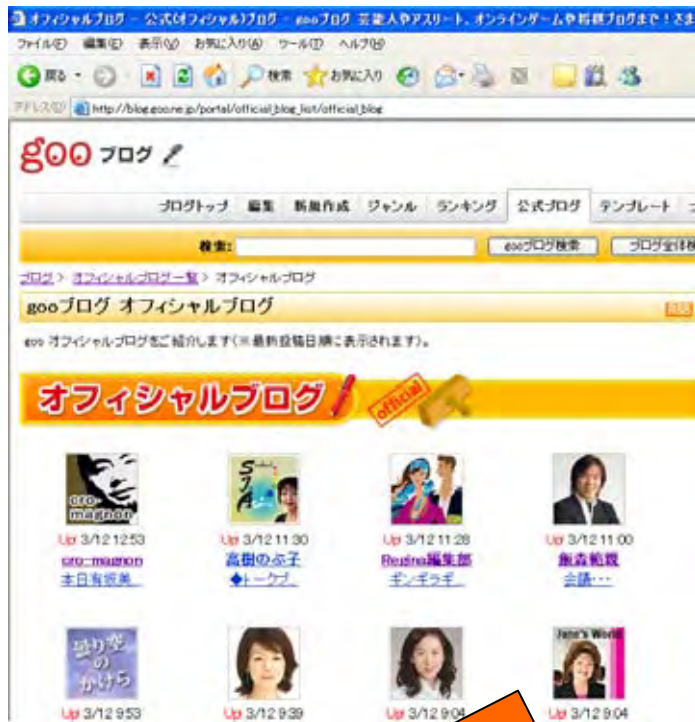 オフィシャルブログ - 公式(オフィシャル)ブログ - gooブログ 芸能人やアスリート、オンラインゲームや将棋ブログまで！さま
ファイル(F) 編集(E) 表示(V) お気に入り(A) ツール(T) ヘルプ(H)
戻る 検索 お気に入り
アドレス(D) http://blog.goo.ne.jp/portal/official_blog_list/official_blog
goo ブログ
ブログトップ 編集 新規作成 ジャンル ランキング 公式ブログ テンプレート
検索: gooブログ検索 ブログ全体検
ブログ > オフィシャルブログ一覧 > オフィシャルブログ
gooブログ オフィシャルブログ
goo オフィシャルブログをご紹介します(※最新投稿日順に表示されます)。
オフィシャルブログ official
cro-magnon
SIA
Up 3/12 12:53 Up 3/12 11:30 Up 3/12 11:28 Up 3/12 11:00
cro-magnon 高樹のぶ子 Regina編集部 飯森範親
本日有坂美... ◆トークブ... ギンギラギ... 会議・・・
曇り空のかけら
Jane's World
Up 3/12 9:53 Up 3/12 9:39 Up 3/12 9:04 Up 3/12 9:04